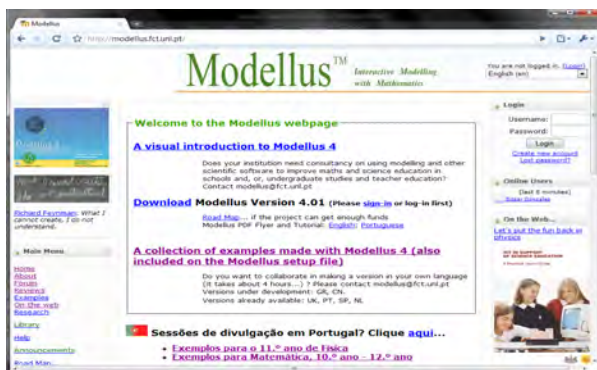 Modellus
http://modellus.fct.unl.pt/
Modellus™
Interactive Modelling
with Mathematics
You are not logged in. (Login)
English (en)
Welcome to the Modellus webpage
A visual introduction to Modellus 4
Does your institution need consultancy on using modelling and other
scientific software to improve maths and science education in
schools and, or, undergraduate studies and teacher education?
Contact modellus@fct.unl.pt
Download Modellus Version 4.01 (Please sign-in or log-in first)
Road Map... if the project can get enough funds
Modellus PDF Flyer and Tutorial: English; Portuguese
A collection of examples made with Modellus 4 (also
included on the Modellus setup file)
Do you want to collaborate in making a version in your own language
(it takes about 4 hours...) ? Please contact modellus@fct.unl.pt
Versions under development: GR, CN.
Versions already available: UK, PT, SP, NL
Sessões de divulgação em Portugal? Clique aqui...
Exemplos para o 11.º ano de Física
Exemplos para Matemática, 10.º ano - 12.º ano
Richard Feynman: What I
cannot create, I do not
understand.
Main Menu
Home
About
Forum
Reviews
Examples
On the web
Research
Library
Help
Announcements
Road Map...
Login
Username:
Password:
Login
Create new account
Lost password?
Online Users
(last 5 minutes)
On the Web...
Let's put the fun back in
physics
ICT IN SUPPORT
OF SCIENCE EDUCATION